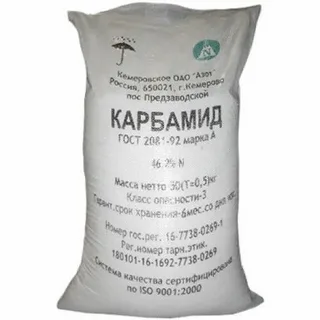 Кемеровское ОАО "Азот"
Россия, 650021, г.Кемерово
пос Предзаводской
КАРБАМИД
ГОСТ 2081-92 марка А
46.2% N
Масса нетто 50(Т=0,5)кг
Класс опасности-3
Гарант.срок хранения-6мес.со дня изг.
Номер гос.рег. 16-7738-0269-1
Рег.номер тарн.этик.
180101-16-1692-7738-0269
Система качества сертифицирована
по ISO 9001:2000